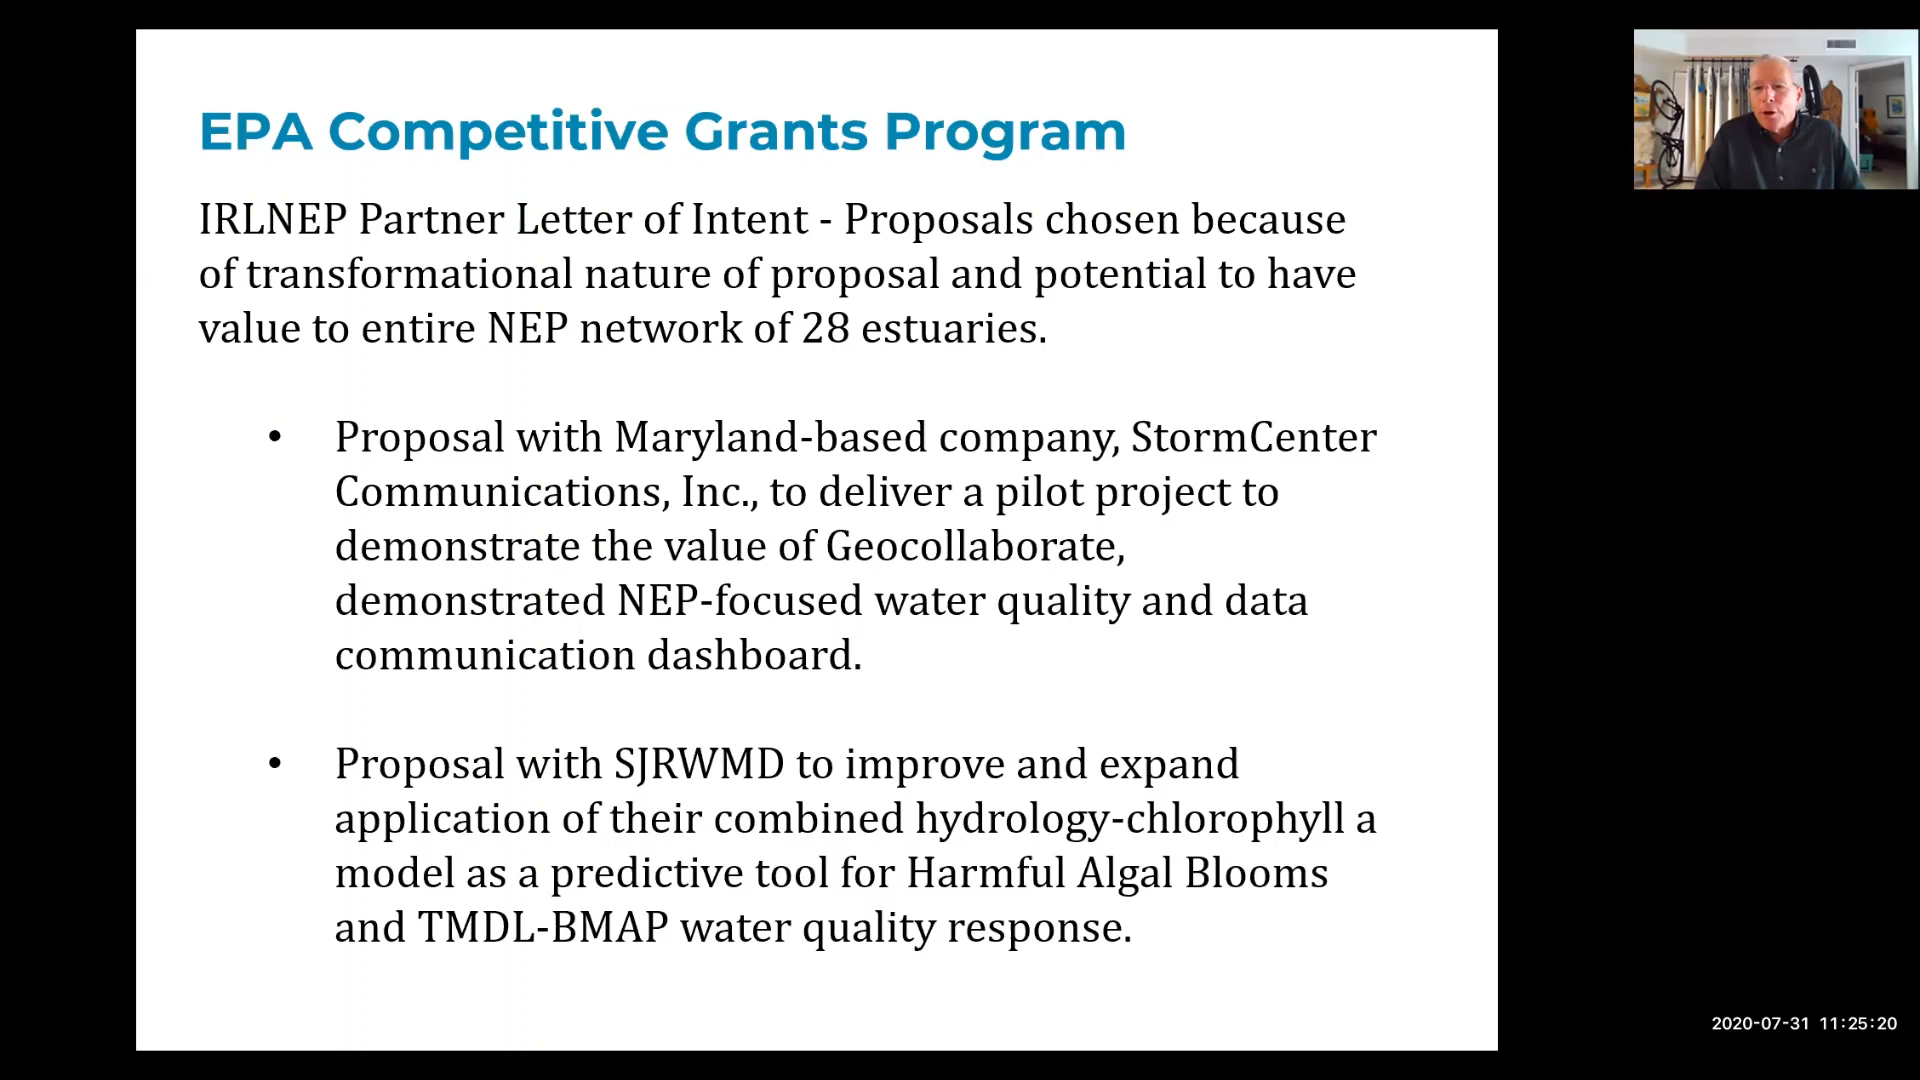 EPA Competitive Grants Program
IRLNEP Partner Letter of Intent - Proposals chosen because
of transformational nature of proposal and potential to have
value to entire NEP network of 28 estuaries.
• Proposal with Maryland-based company, StormCenter
Communications, Inc., to deliver a pilot project to
demonstrate the value of Geocollaborate,
demonstrated NEP-focused water quality and data
communication dashboard.
• Proposal with SJRWMD to improve and expand
application of their combined hydrology-chlorophyll a
model as a predictive tool for Harmful Algal Blooms
and TMDL-BMAP water quality response.
2020-07-31 11:25:20